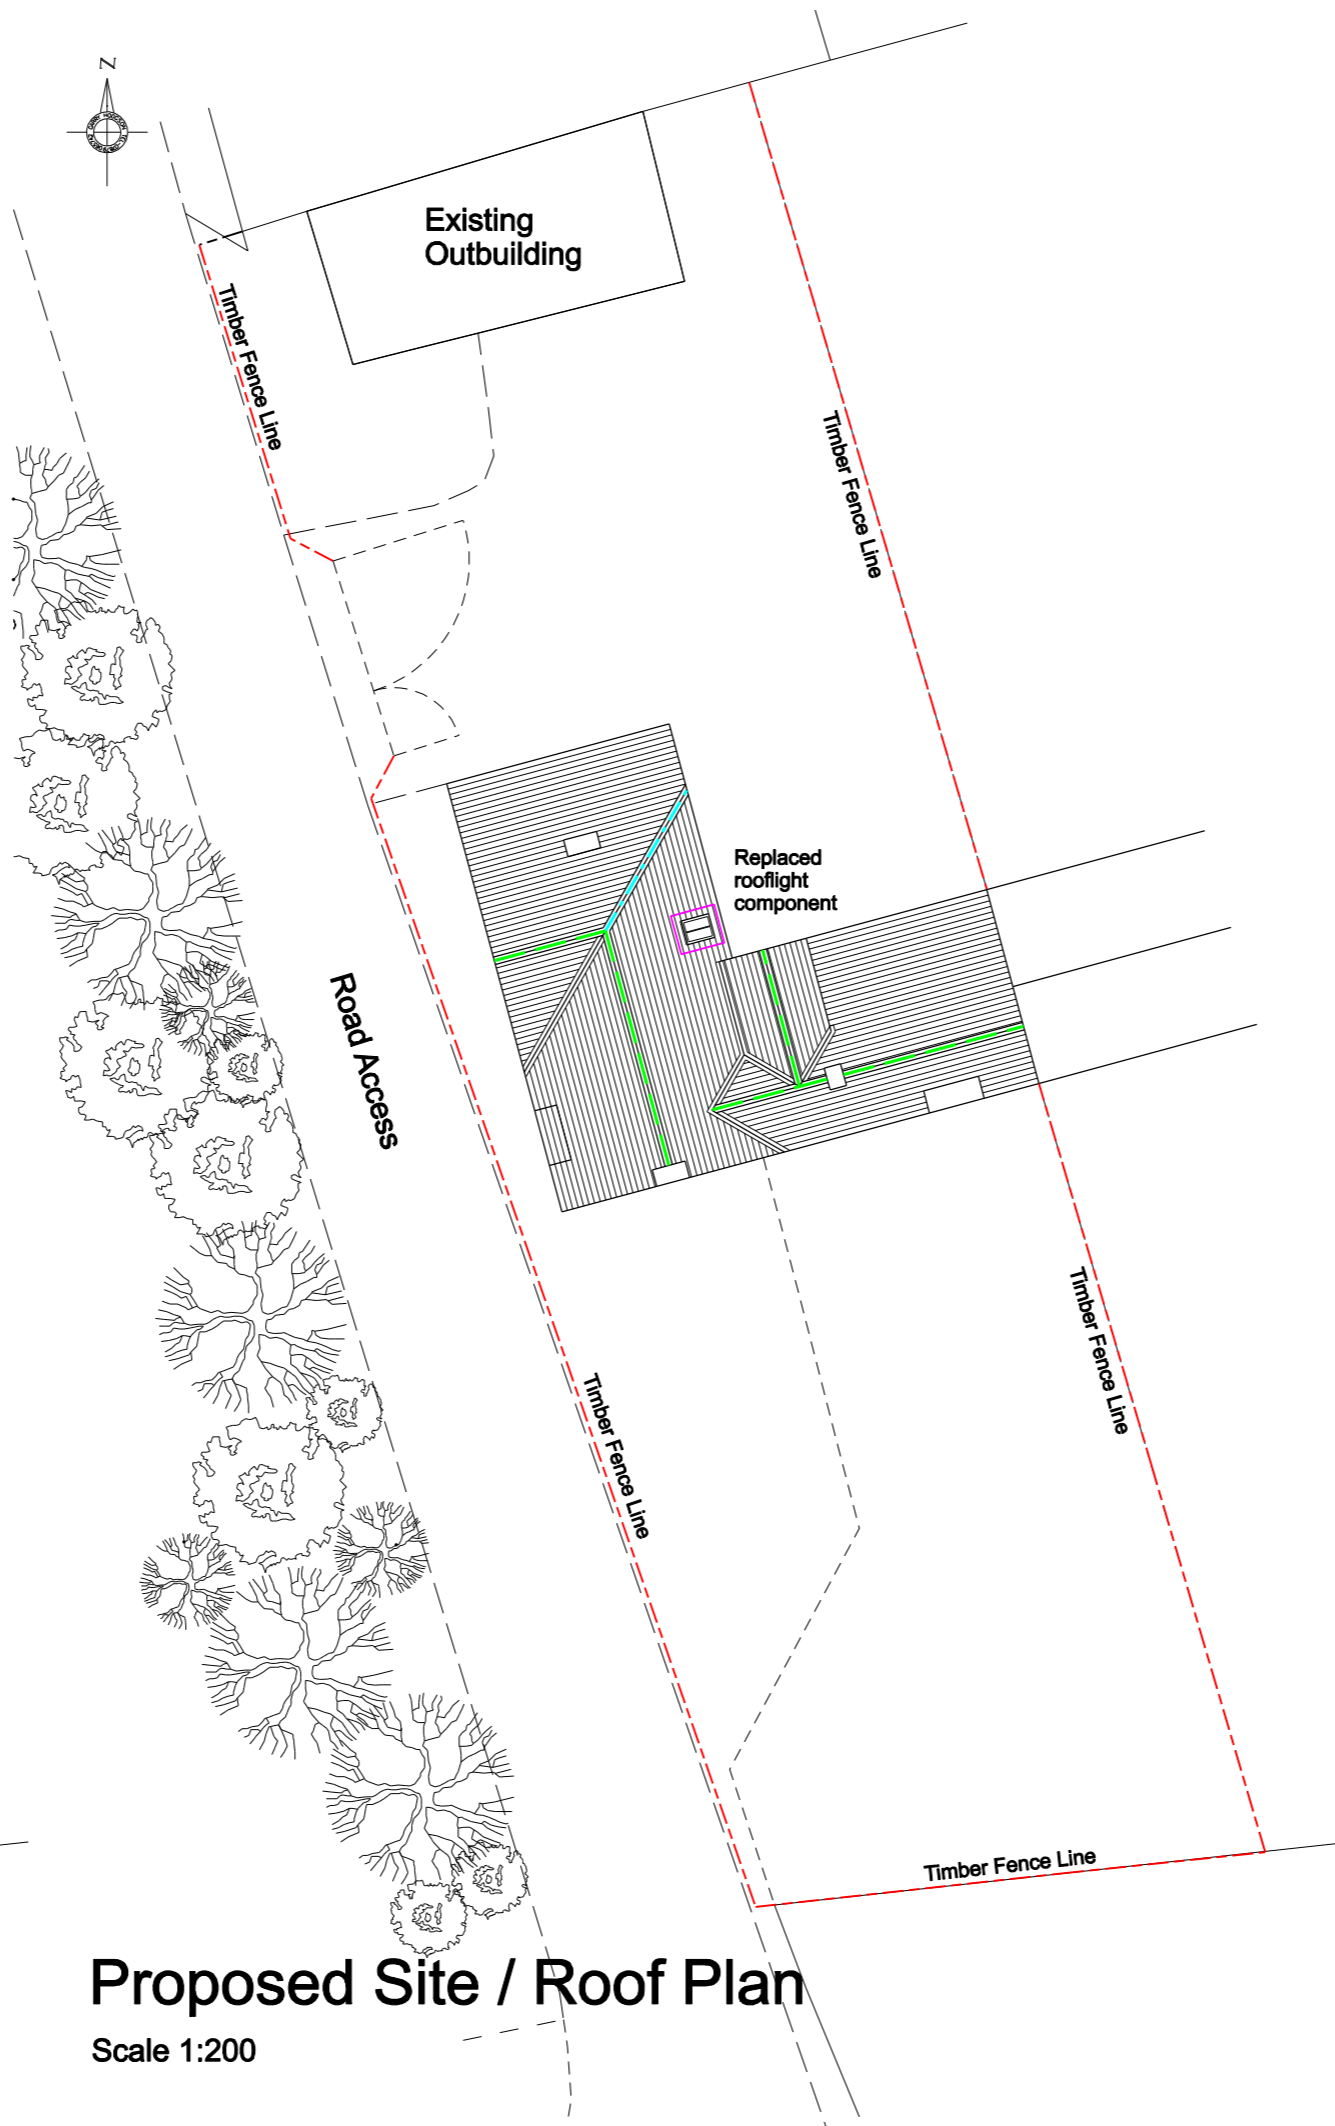 N
Existing
Outbuilding
Timber Fence Line
Timber Fence Line
Replaced
rooflight
component
Road Access
Timber Fence Line
Timber Fence Line
Timber Fence Line
Proposed Site / Roof Plan
Scale 1:200